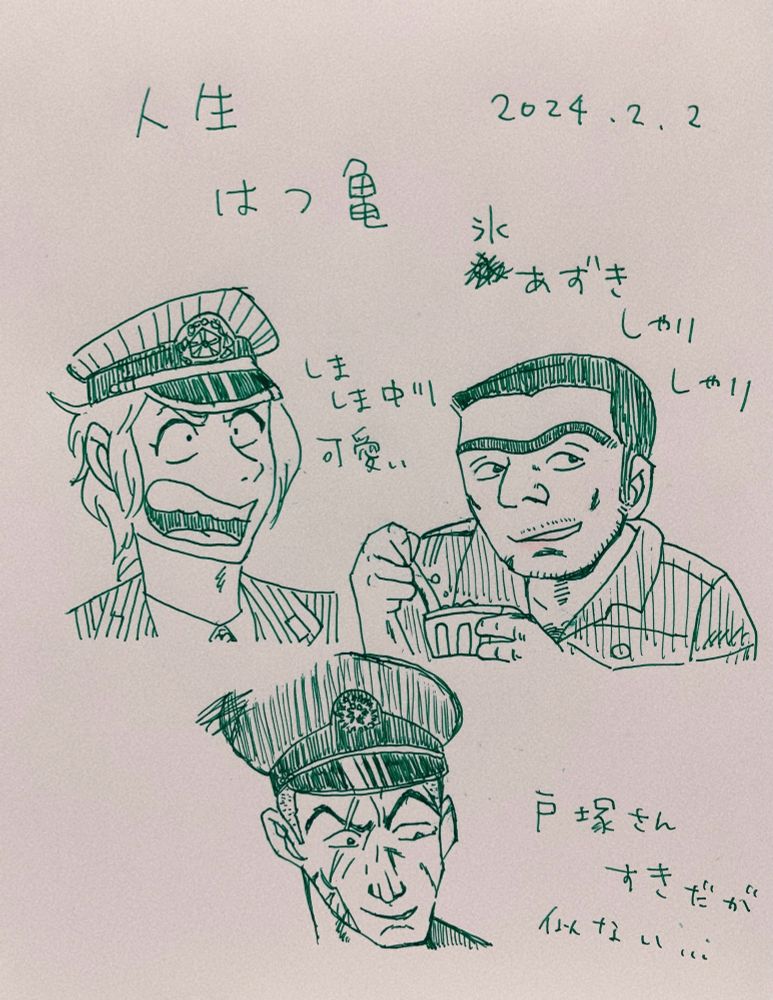 人生
はつ亀
2024.2.2
氷
あずき
しゃり
しゃり
しま
しま中川
可愛い
戸塚さん
すきだが
似ない...